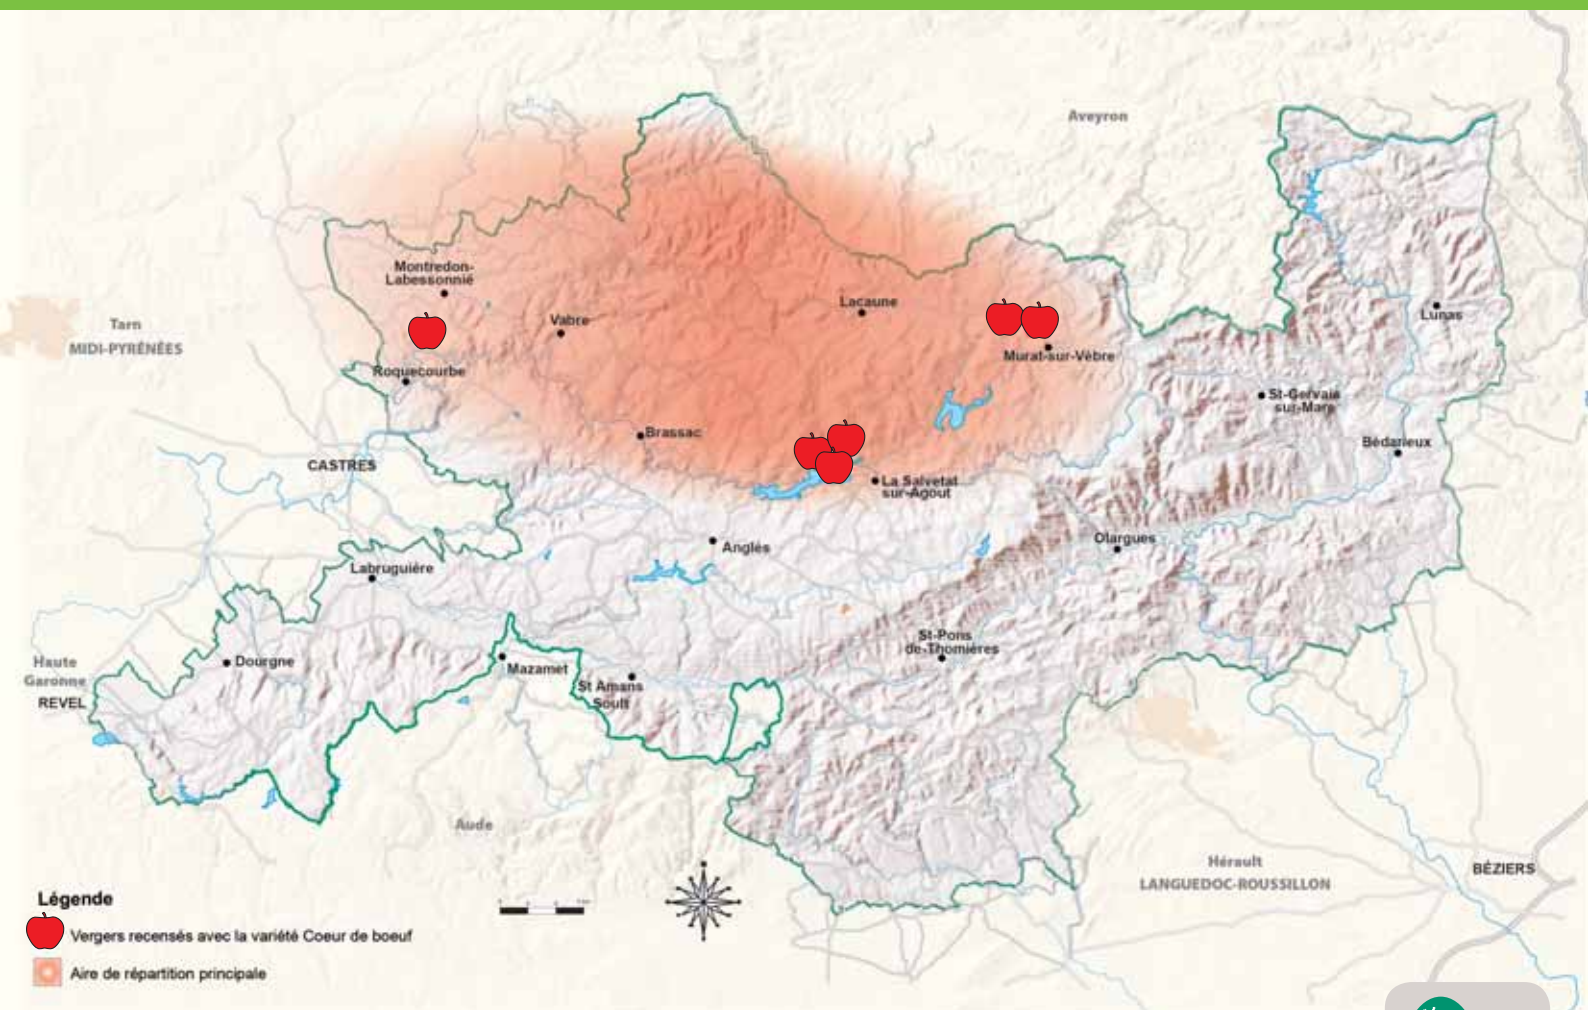 Aveyron
Montredon-
Labessonnié
Lacaune
Lunas
Vabre
Tarn
MIDI-PYRÉNÉES
Murat-sur-Vèbre
Roquecourbe
St-Gervais
sur-Mare
Brassac
Bédarieux
CASTRES
La Salvetat
sur-Agout
Olargues
Anglès
Labruguière
St-Pons
de-Thomières
Haute
Garonne
Dourgne
Mazamet
St Amans
Soult
REVEL
Aude
Hérault
LANGUEDOC-ROUSSILLON
BÉZIERS
Légende
Vergers recensés avec la variété Coeur de boeuf
Aire de répartition principale